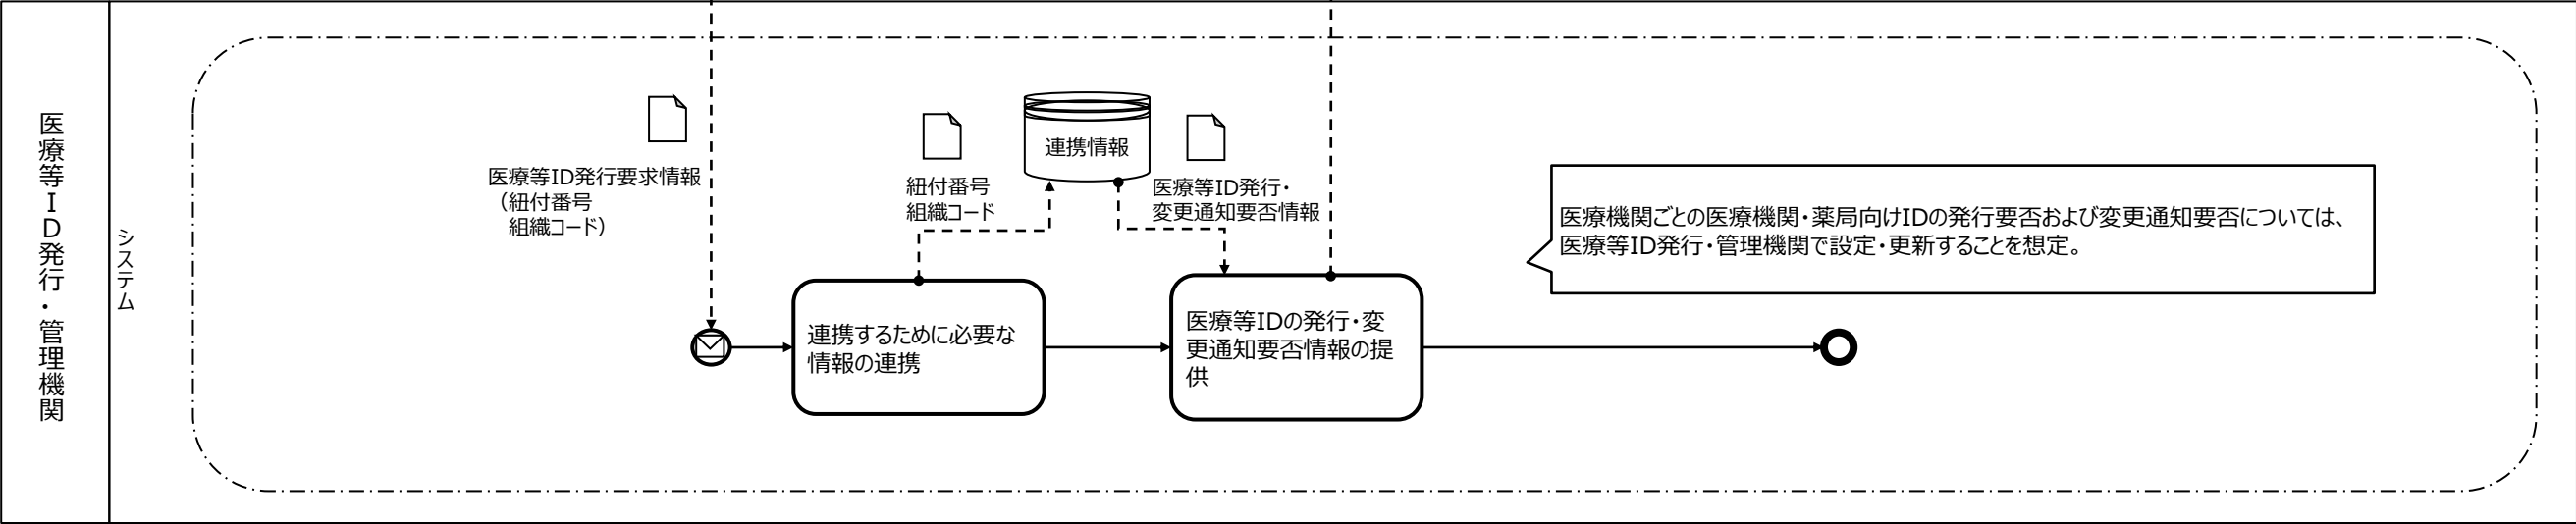 医療等ID発行・管理機関
システム
医療等ID発行要求情報
（紐付番号
組織コード）
紐付番号
組織コード
連携情報
医療等ID発行・
変更通知要否情報
連携するために必要な
情報の連携
医療等IDの発行・変
更通知要否情報の提
供
医療機関ごとの医療機関・薬局向けIDの発行要否および変更通知要否については、
医療等ID発行・管理機関で設定・更新することを想定。